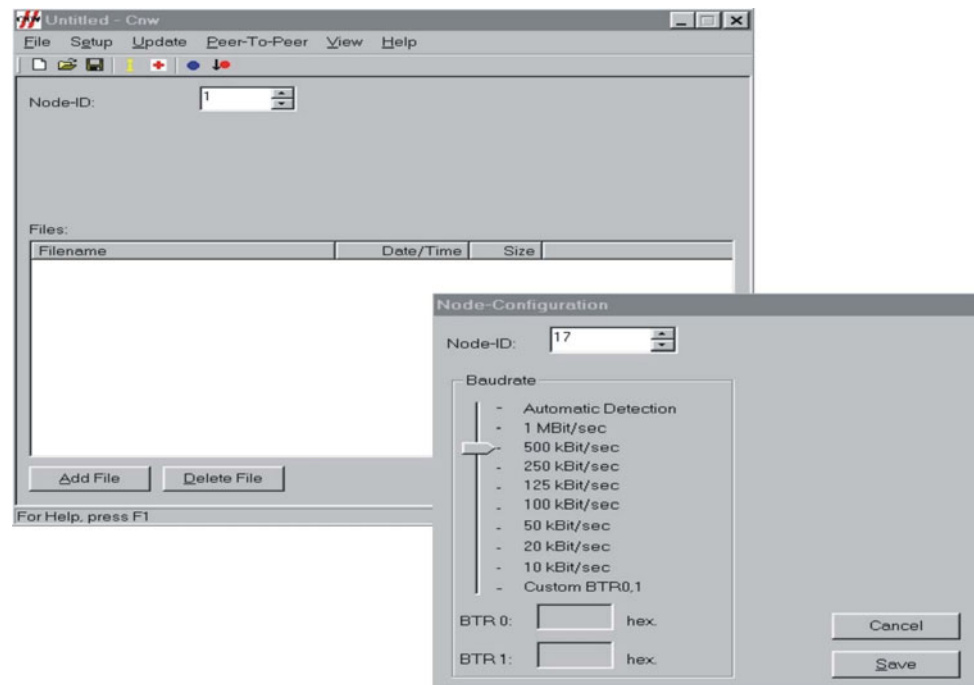 Untitled - Cnw
File Setup Update Peer-To-Peer View Help
Node-ID: 1
Files:
Filename Date/Time Size
Add File Delete File
For Help, press F1
Node-Configuration
Node-ID: 17
Baudrate
- Automatic Detection
- 1 MBit/sec
- 500 kBit/sec
- 250 kBit/sec
- 125 kBit/sec
- 100 kBit/sec
- 50 kBit/sec
- 20 kBit/sec
- 10 kBit/sec
- Custom BTR0,1
BTR 0: hex.
BTR 1: hex.
Cancel
Save